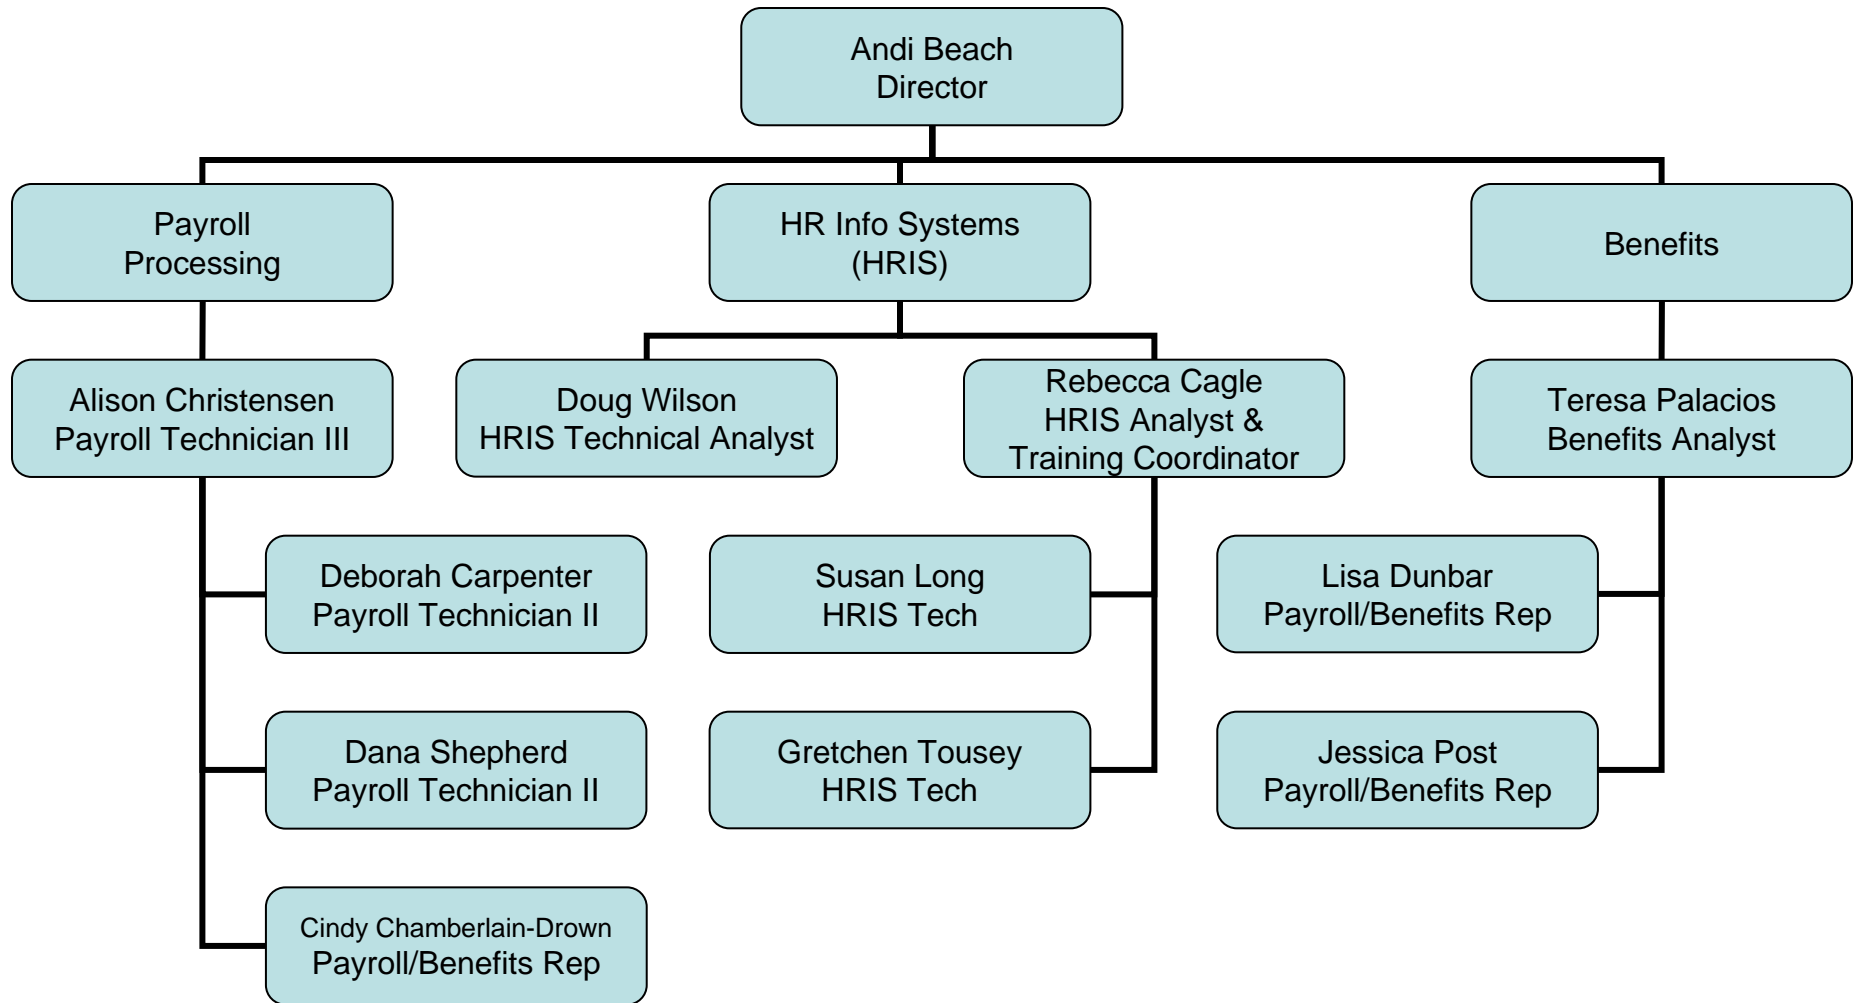 Andi Beach
Director
Payroll
Processing
HR Info Systems
(HRIS)
Benefits
Alison Christensen
Payroll Technician III
Doug Wilson
HRIS Technical Analyst
Rebecca Cagle
HRIS Analyst &
Training Coordinator
Teresa Palacios
Benefits Analyst
Deborah Carpenter
Payroll Technician II
Susan Long
HRIS Tech
Lisa Dunbar
Payroll/Benefits Rep
Dana Shepherd
Payroll Technician II
Gretchen Tousey
HRIS Tech
Jessica Post
Payroll/Benefits Rep
Cindy Chamberlain-Drown
Payroll/Benefits Rep